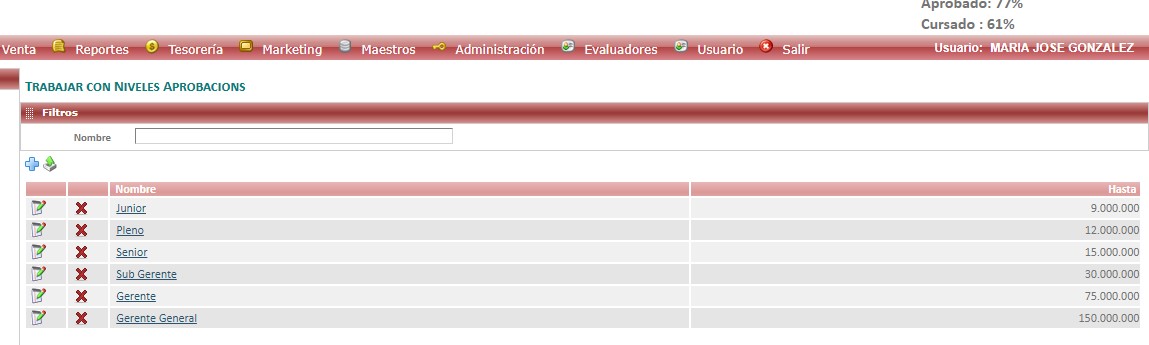 Aprobado: 77%
Cursado : 61%
Venta Reportes Tesorería Marketing Maestros Administración Evaluadores Usuario Salir Usuario: MARIA JOSE GONZALEZ
TRABAJAR CON NIVELES APROBACIONS
Filtros
Nombre
Nombre Hasta
Junior 9.000.000
Pleno 12.000.000
Senior 15.000.000
Sub Gerente 30.000.000
Gerente 75.000.000
Gerente General 150.000.000